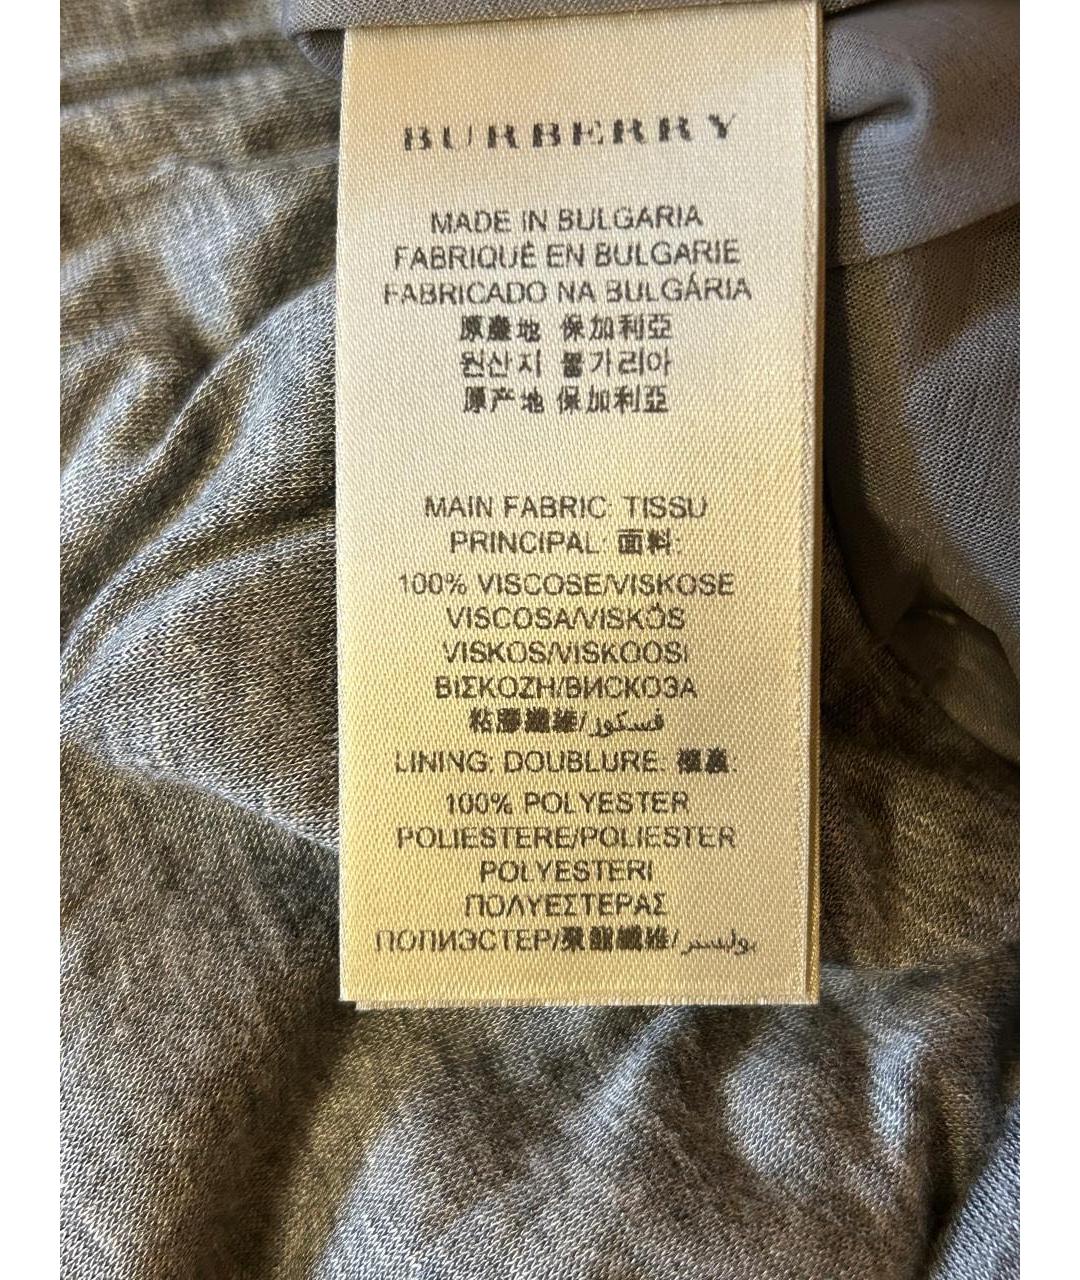 BURBERRY
MADE IN BULGARIA
FABRIQUÉ EN BULGARIE
FABRICADO NA BULGÁRIA
原產地 保加利亞
원산지 불가리아
原产地 保加利亞
MAIN FABRIC: TISSU
PRINCIPAL: 面料:
100% VISCOSE/VISKOSE
VISCOSA/VISKÓS
VISKOS/VISKOOSI
ΒΙΣΚΟΖΗ/ВИСКОЗА
粘膠纖維/فسكوز
LINING: DOUBLURE:
100% POLYESTER
POLIESTERE/POLIESTER
POLYESTERI
ΠΟΛΥΕΣΤΕΡΑΣ
ПОЛИЭСТЕР/聚酯纖維/بوليستر